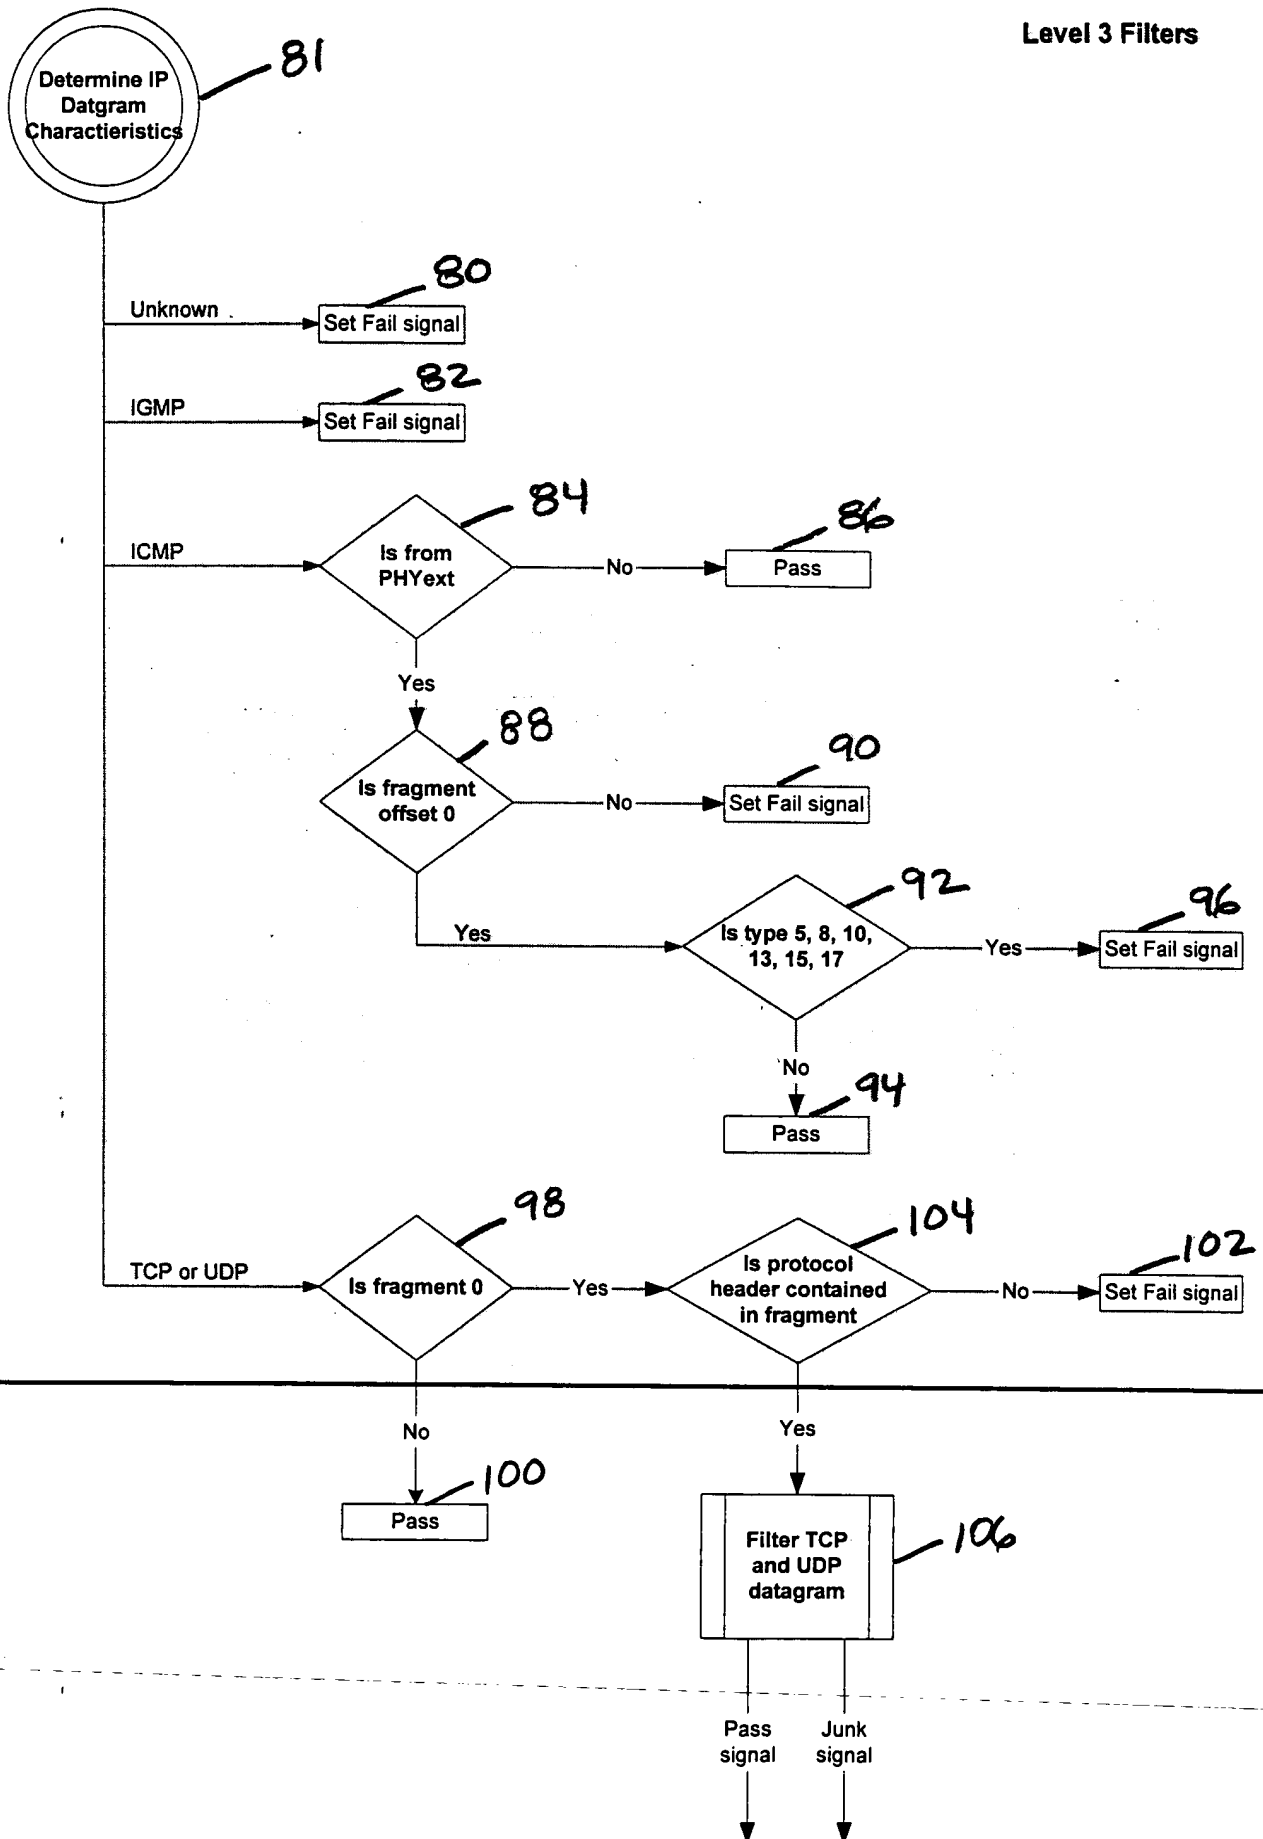 Level 3 Filters
Determine IP
Datgram
Charactieristics
81
80
Unknown
Set Fail signal
82
IGMP
Set Fail signal
84
86
ICMP
Is from
PHYext
No
Pass
Yes
88
90
Is fragment
offset 0
No
Set Fail signal
92
96
Yes
Is type 5, 8, 10,
13, 15, 17
Yes
Set Fail signal
No
94
Pass
98
104
102
TCP or UDP
Is fragment 0
Yes
Is protocol
header contained
in fragment
No
Set Fail signal
No
Yes
100
Pass
Filter TCP
and UDP
datagram
106
Pass
signal
Junk
signal